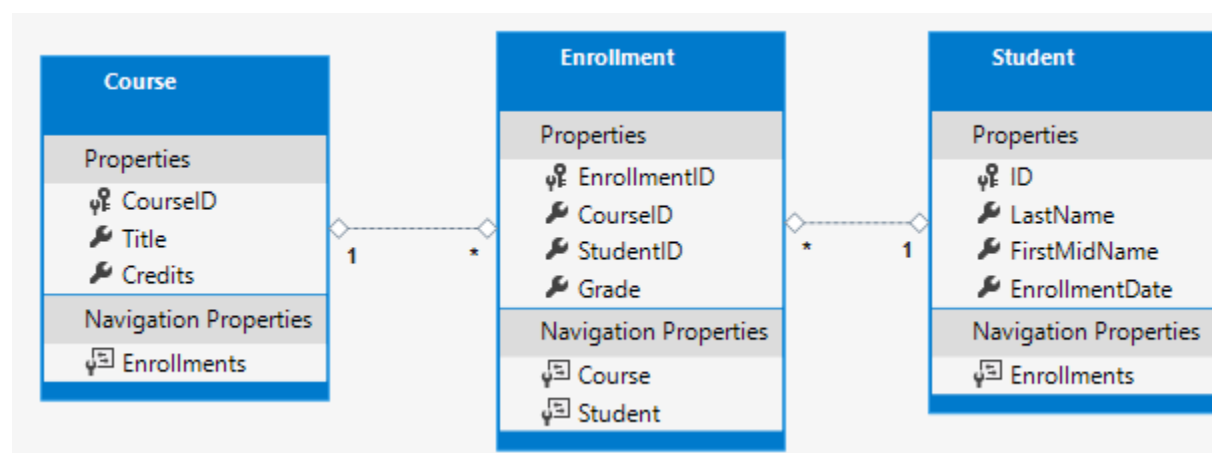 Course
Properties
CourseID
Title
Credits
Navigation Properties
Enrollments
1
*
Enrollment
Properties
EnrollmentID
CourseID
StudentID
Grade
Navigation Properties
Course
Student
*
1
Student
Properties
ID
LastName
FirstMidName
EnrollmentDate
Navigation Properties
Enrollments